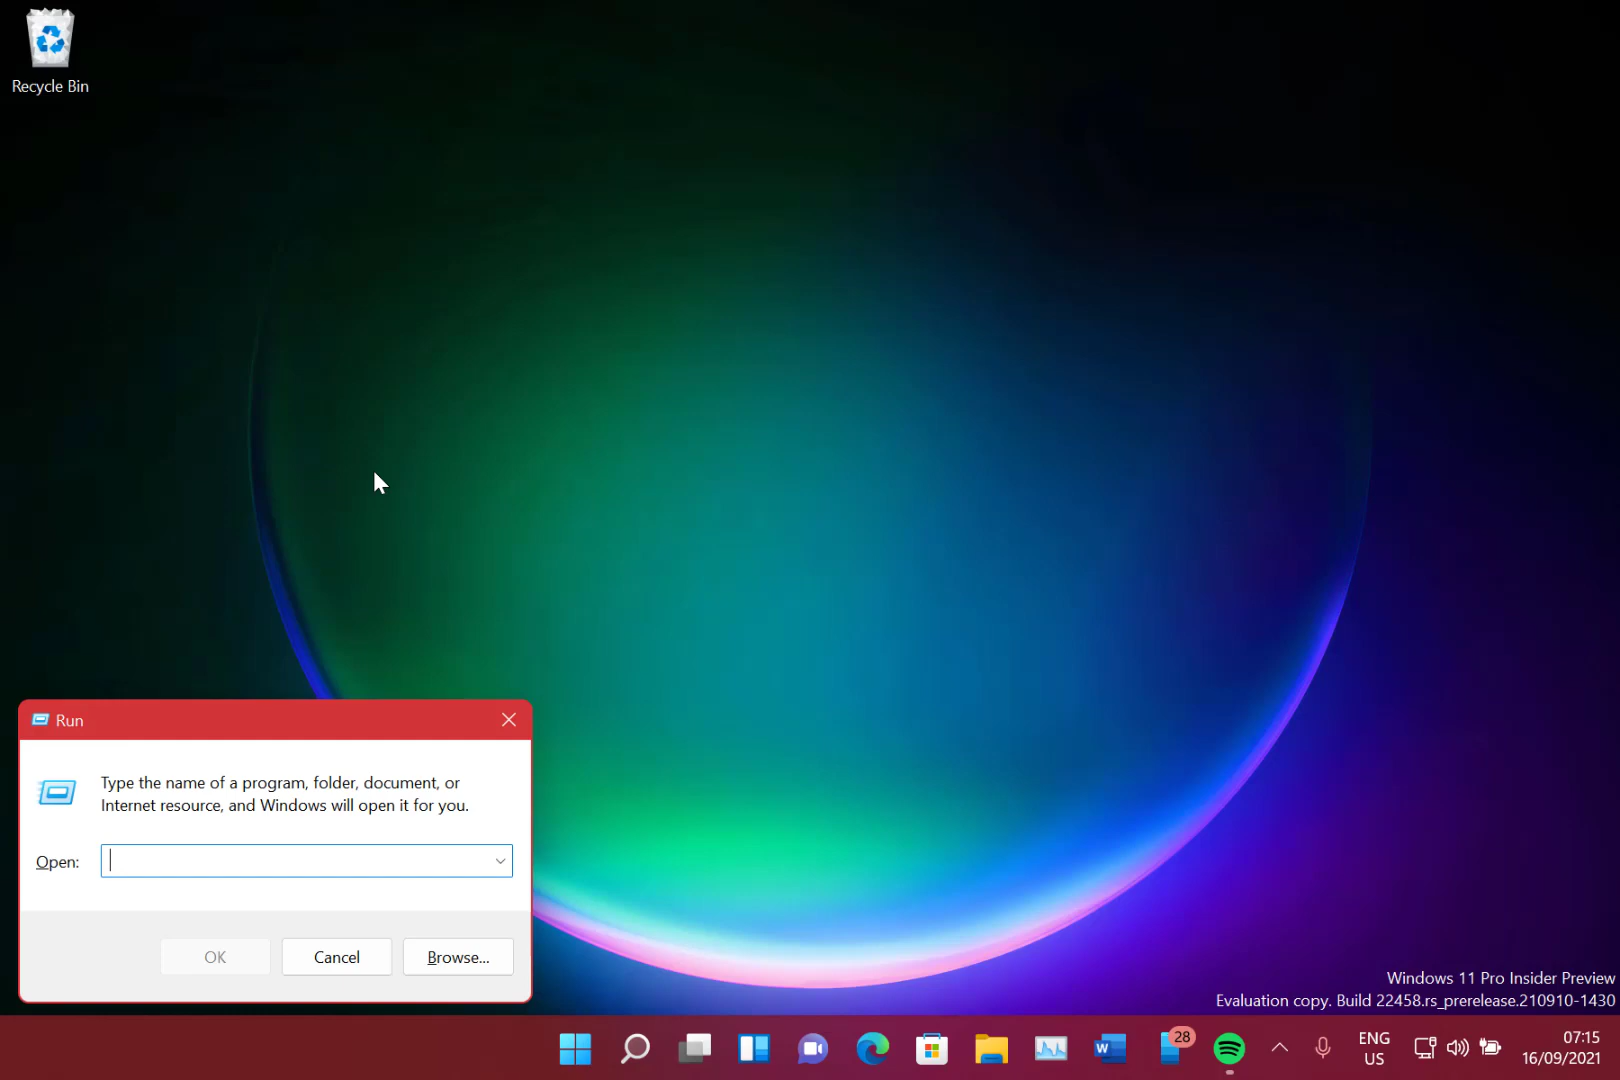 Recycle Bin
Run
Type the name of a program, folder, document, or
Internet resource, and Windows will open it for you.
Open:
OK
Cancel
Browse...
Windows 11 Pro Insider Preview
Evaluation copy. Build 22458.rs_prerelease.210910-1430
W
28
ENG
US
07:15
16/09/2021